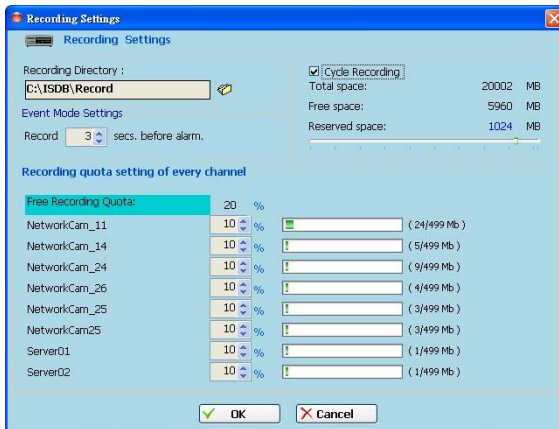 Recording Settings
Recording Settings
Recording Directory :
C:\ISDB\Record
Event Mode Settings
Record 3 secs. before alarm.
Cycle Recording
Total space: 20002 MB
Free space: 5960 MB
Reserved space: 1024 MB
Recording quota setting of every channel
Free Recording Quota: 20 %
NetworkCam_11 10 % ( 24/499 Mb )
NetworkCam_14 10 % ( 5/499 Mb )
NetworkCam_24 10 % ( 9/499 Mb )
NetworkCam_26 10 % ( 4/499 Mb )
NetworkCam_25 10 % ( 3/499 Mb )
NetworkCam25 10 % ( 3/499 Mb )
Server01 10 % ( 1/499 Mb )
Server02 10 % ( 1/499 Mb )
OK Cancel